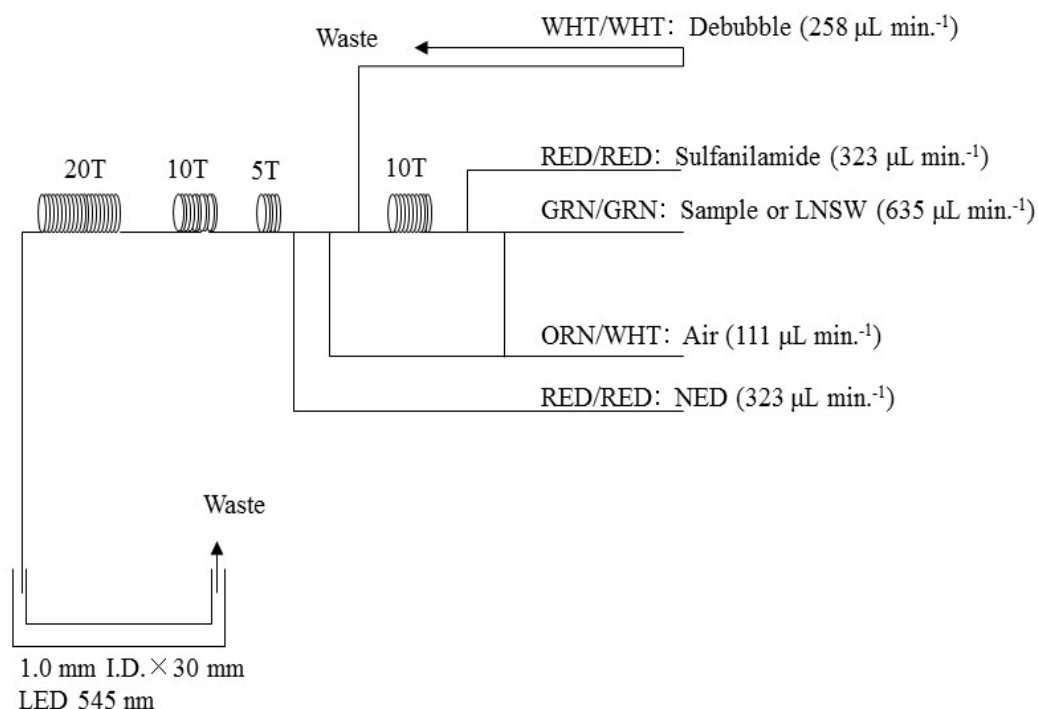 WHT/WHT: Debubble (258 μL min.⁻¹)
Waste
RED/RED: Sulfanilamide (323 μL min.⁻¹)
20T
10T
5T
10T
GRN/GRN: Sample or LNSW (635 μL min.⁻¹)
ORN/WHT: Air (111 μL min.⁻¹)
RED/RED: NED (323 μL min.⁻¹)
Waste
1.0 mm I.D.×30 mm
LED 545 nm